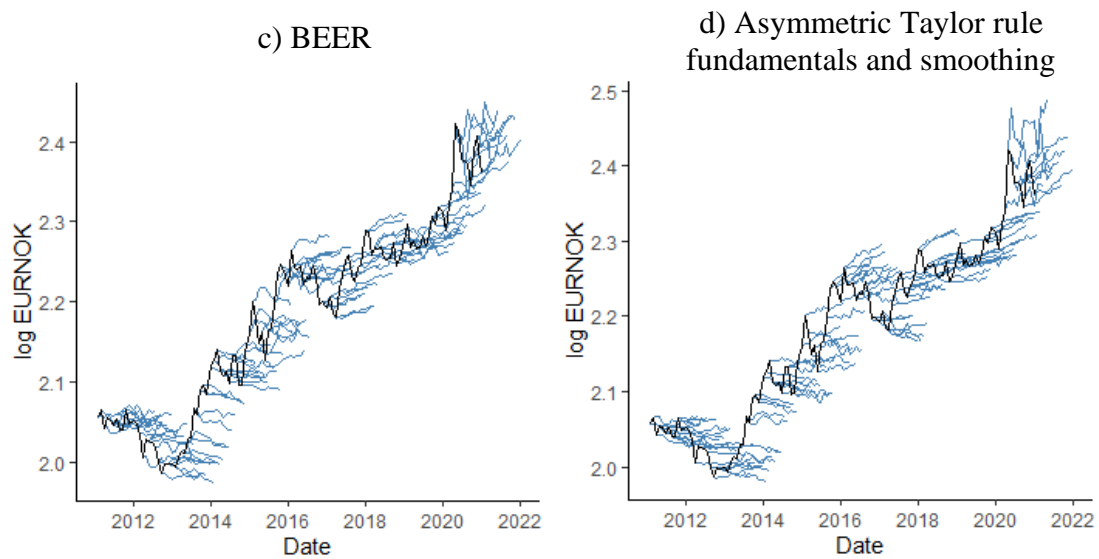 c) BEER
2.4
2.3
2.2
2.1
2.0
log EURNOK
2012 2014 2016 2018 2020 2022
Date
d) Asymmetric Taylor rule
fundamentals and smoothing
2.5
2.4
2.3
2.2
2.1
2.0
log EURNOK
2012 2014 2016 2018 2020 2022
Date